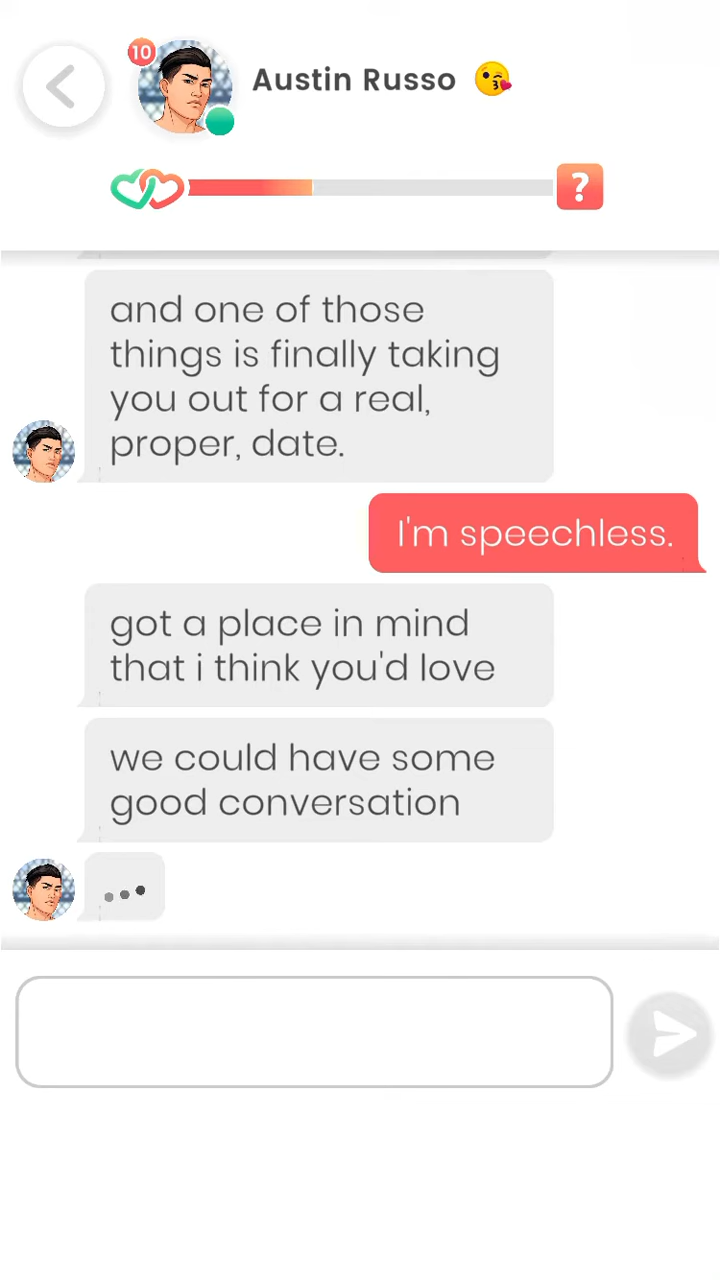 10
Austin Russo 😘
?
and one of those
things is finally taking
you out for a real,
proper, date.
I'm speechless.
got a place in mind
that i think you'd love
we could have some
good conversation
...